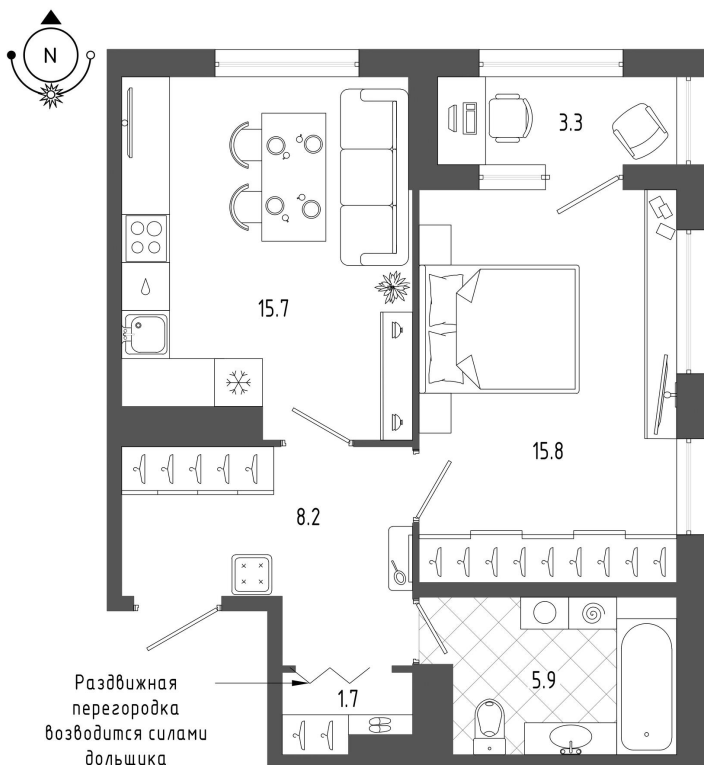 N
3.3
15.7
15.8
8.2
5.9
1.7
Раздвижная
перегородка
возводится силами
дольщика